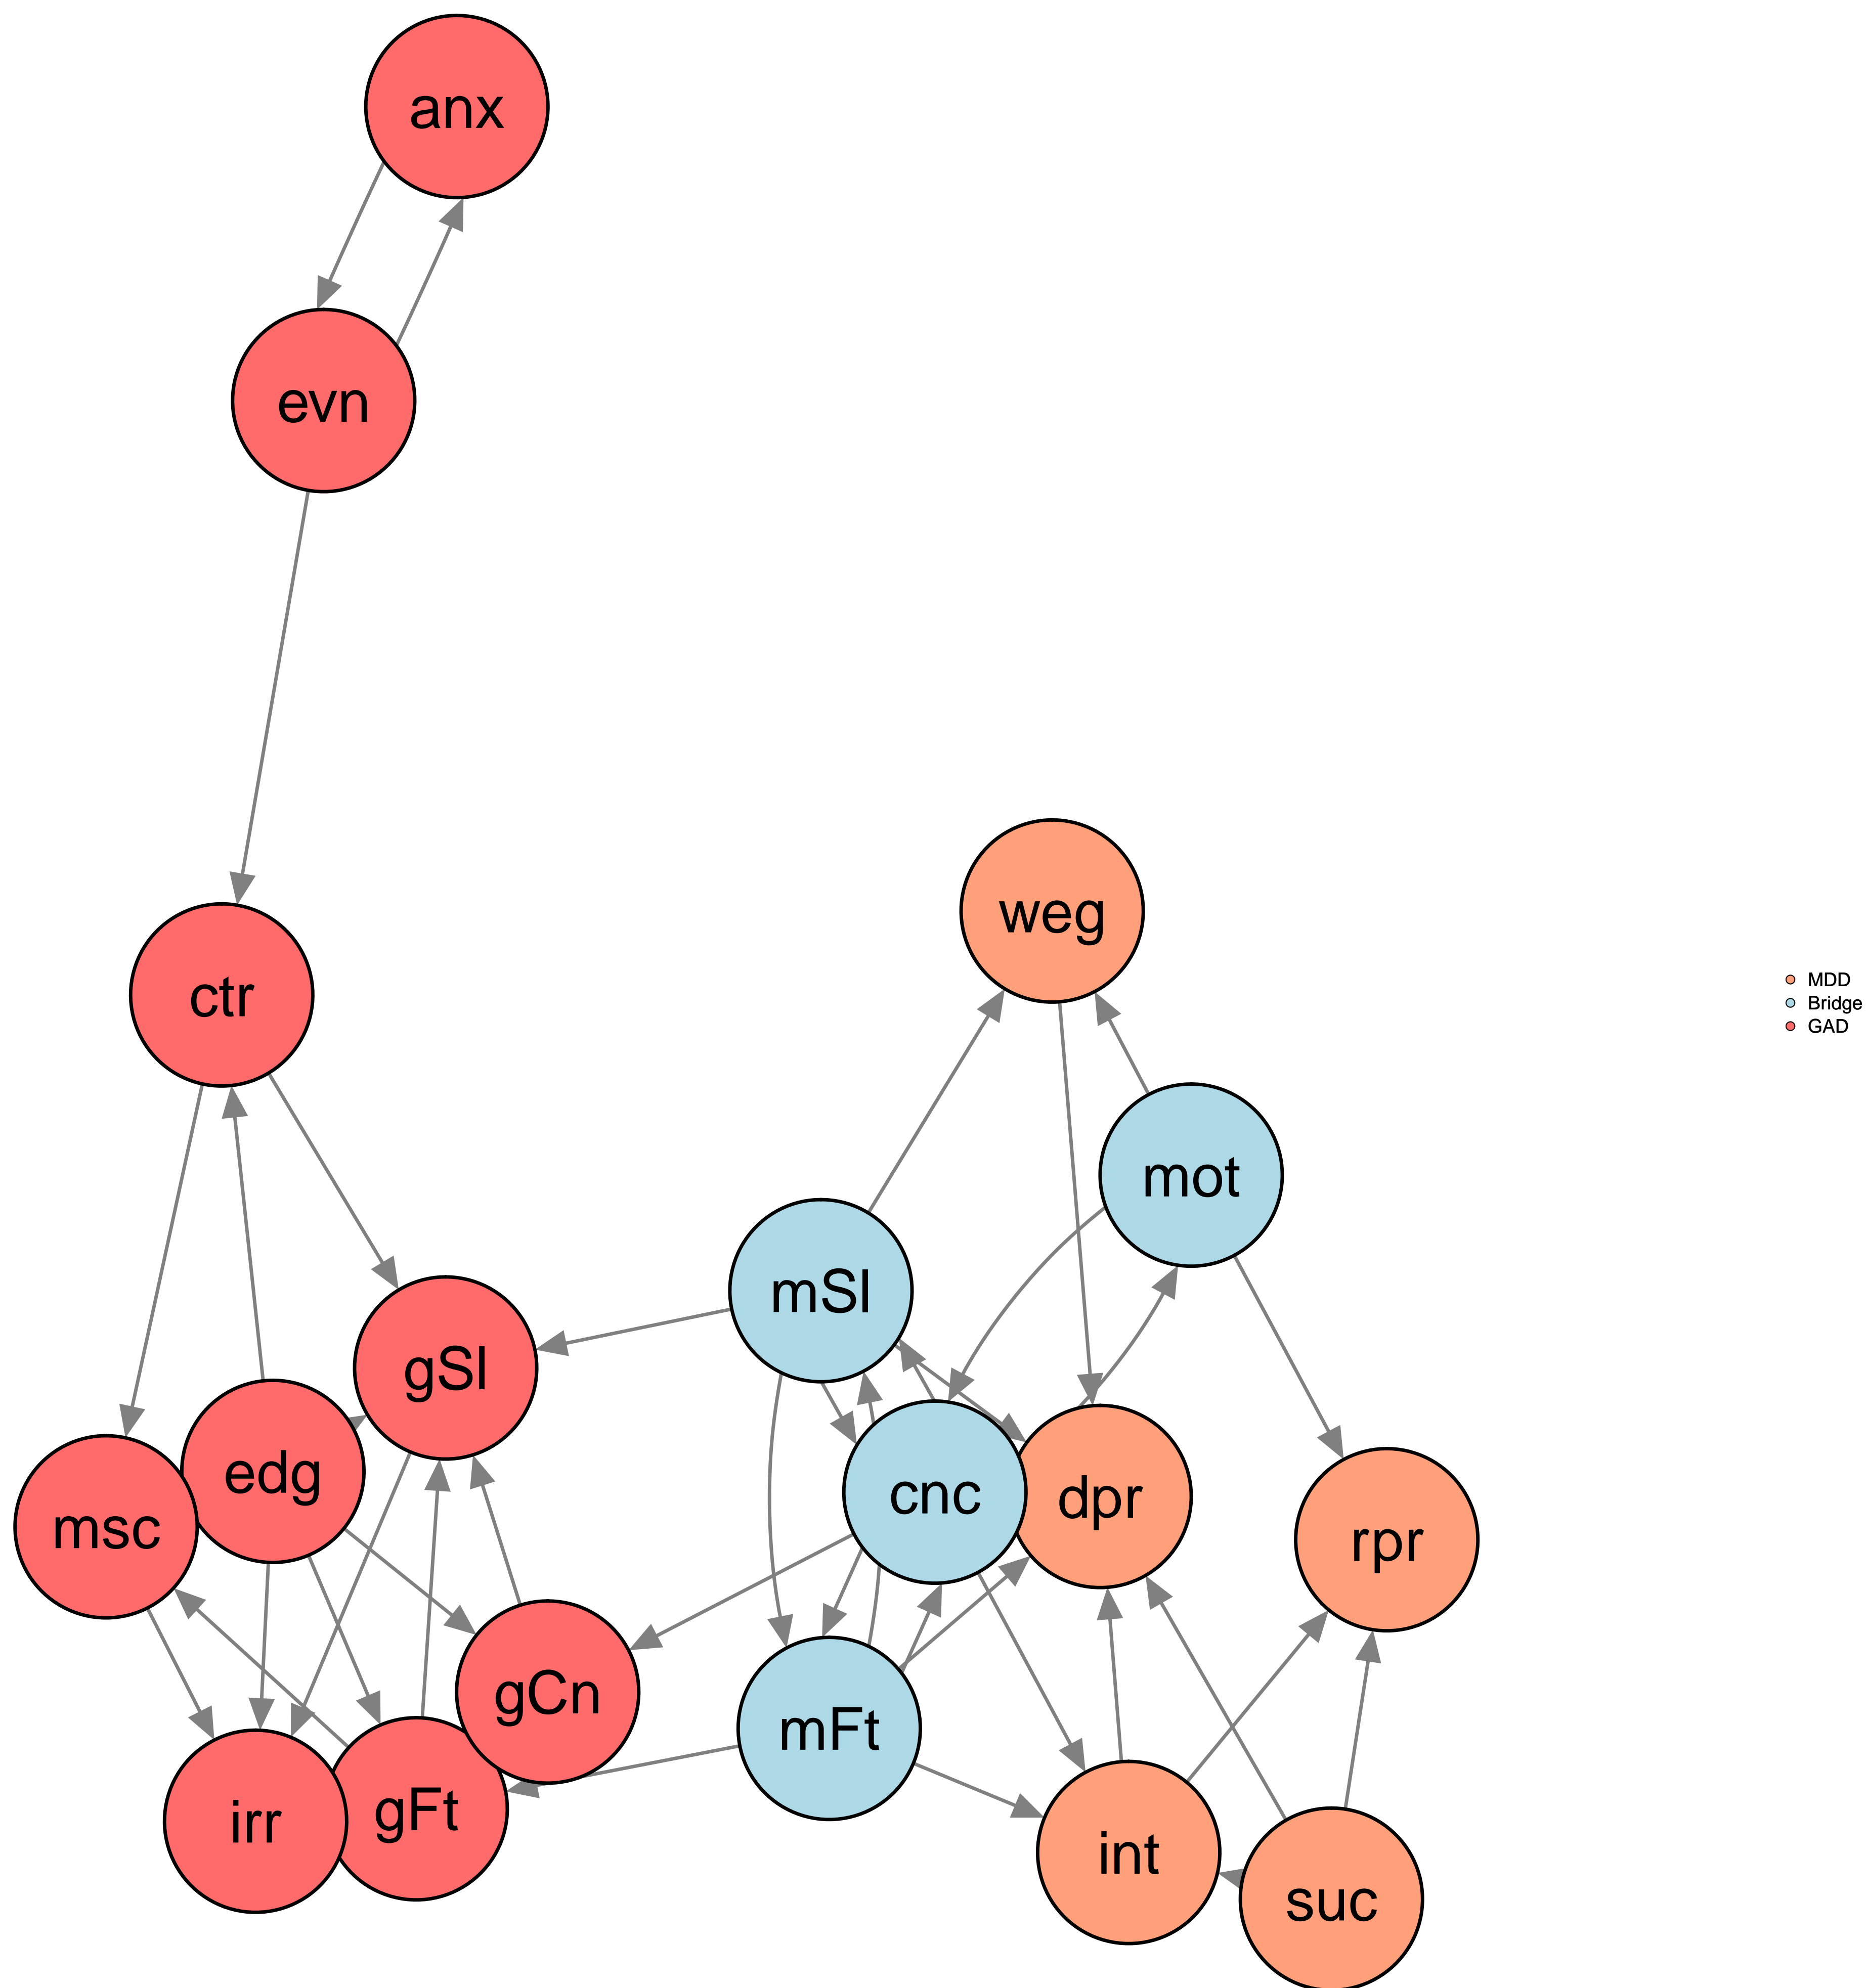 anx
evn
weg
ctr
MDD
Bridge
GAD
mot
mSl
gSl
edg
cnc
dpr
msc
rpr
gCn
mFt
irr
gFt
int
suc